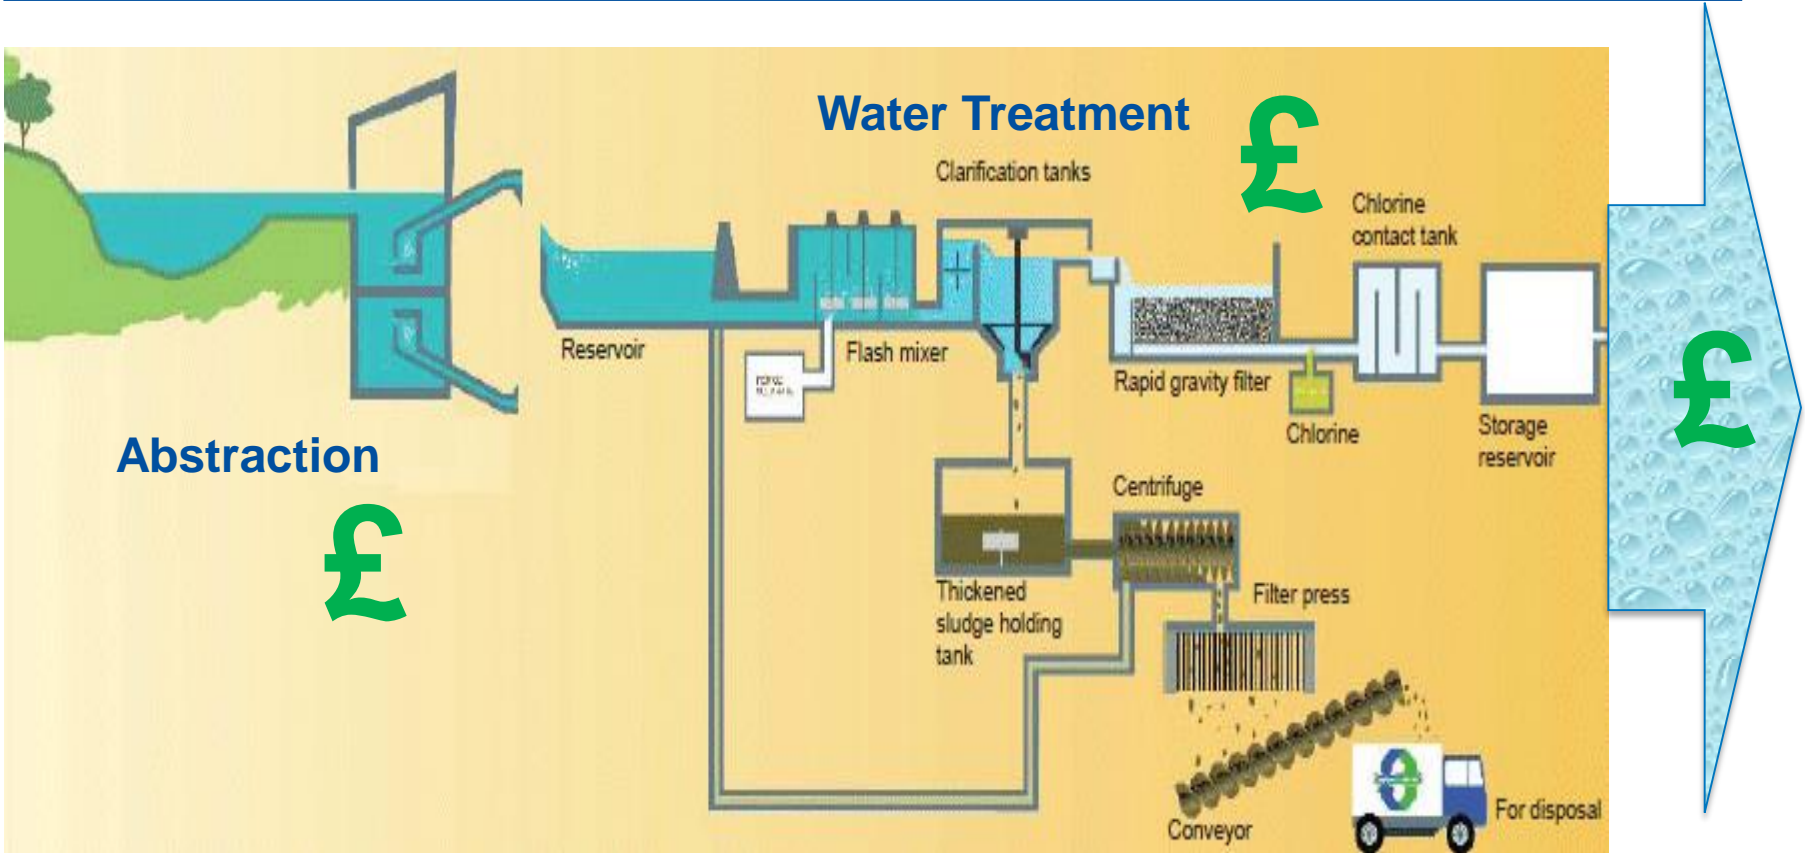 Water Treatment
£
Clarification tanks
Chlorine
contact tank
Reservoir
Flash mixer
Rapid gravity filter
Chlorine
Storage
reservoir
£
Abstraction
£
Centrifuge
Thickened
sludge holding
tank
Filter press
Conveyor
For disposal